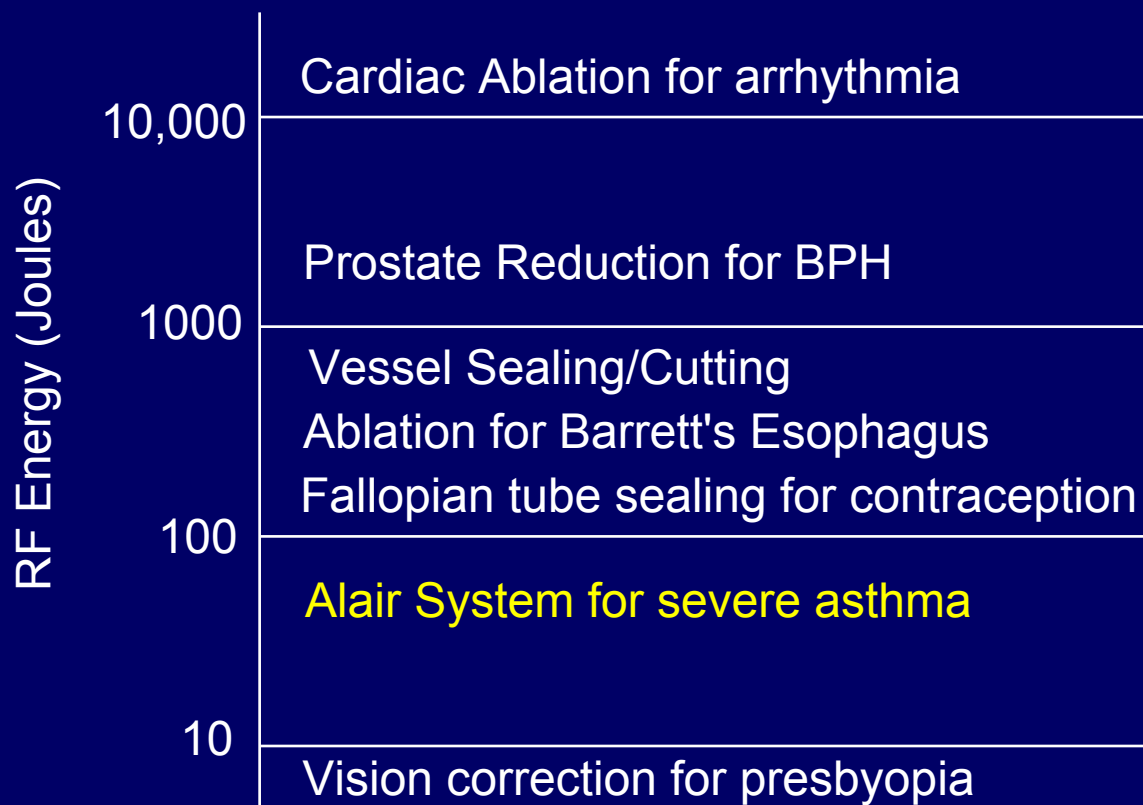 RF Energy (Joules)
Cardiac Ablation for arrhythmia
10,000
Prostate Reduction for BPH
1000
Vessel Sealing/Cutting
Ablation for Barrett's Esophagus
Fallopian tube sealing for contraception
100
Alair System for severe asthma
10
Vision correction for presbyopia